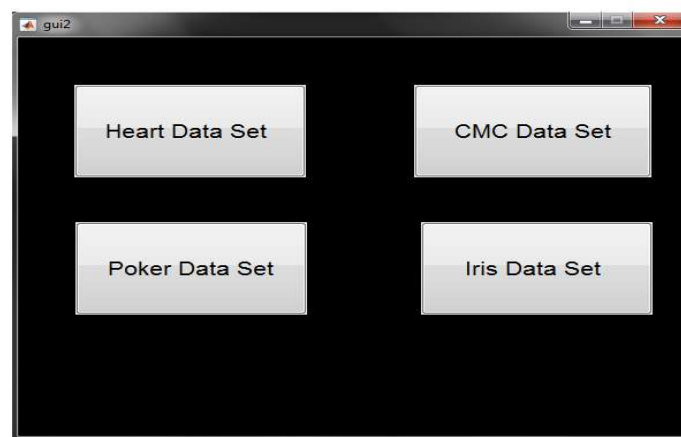 gui2
Heart Data Set
CMC Data Set
Poker Data Set
Iris Data Set